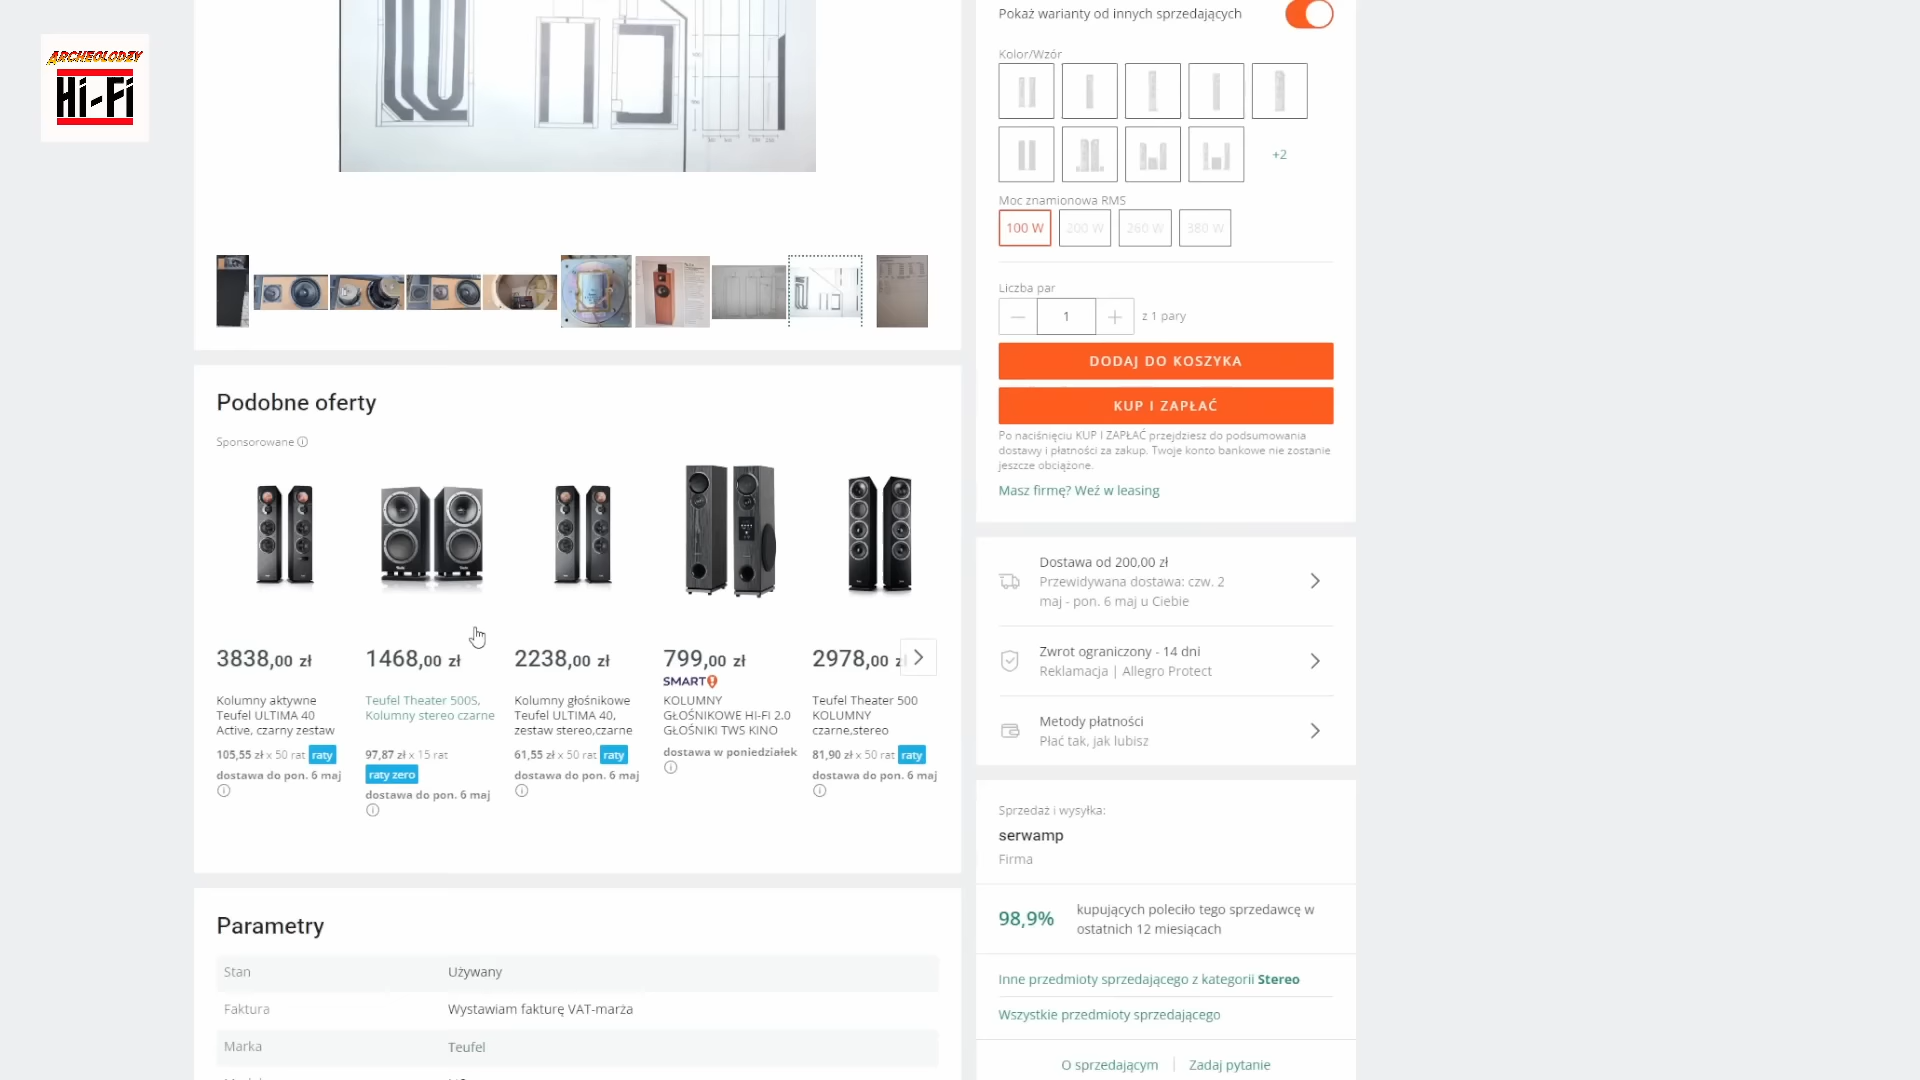 ARCHEOLODZY
Hi-Fi
Pokaż warianty od innych sprzedających
Kolor/Wzór
+2
Moc znamionowa RMS
100 W
200 W
260 W
380 W
Liczba par
1
z 1 pary
DODAJ DO KOSZYKA
KUP I ZAPŁAĆ
Po naciśnięciu KUP I ZAPŁAĆ przejdziesz do podsumowania
dostawy i płatności za zakup. Twoje konto bankowe nie zostanie
jeszcze obciążone.
Masz firmę? Weź w leasing
Podobne oferty
Sponsorowane
3838,00 zł
Kolumny aktywne
Teufel ULTIMA 40
Active, czarny zestaw
105,55 zł x 50 rat raty
dostawa do pon. 6 maj
1468,00 zł
Teufel Theater 500S,
Kolumny stereo czarne
97,87 zł x 15 rat
raty zero
dostawa do pon. 6 maj
2238,00 zł
Kolumny głośnikowe
Teufel ULTIMA 40,
zestaw stereo,czarne
61,55 zł x 50 rat raty
dostawa do pon. 6 maj
799,00 zł
SMART!
KOLUMNY
GŁOŚNIKOWE HI-FI 2.0
GŁOŚNIKI TWS KINO
dostawa w poniedziałek
2978,00 z
Teufel Theater 500
KOLUMNY
czarne,stereo
81,90 zł x 50 rat raty
dostawa do pon. 6 maj
Dostawa od 200,00 zł
Przewidywana dostawa: czw. 2
maj - pon. 6 maj u Ciebie
Zwrot ograniczony - 14 dni
Reklamacja | Allegro Protect
Metody płatności
Płać tak, jak lubisz
Sprzedaż i wysyłka:
serwamp
Firma
98,9%
kupujących poleciło tego sprzedawcę w
ostatnich 12 miesiącach
Inne przedmioty sprzedającego z kategorii Stereo
Wszystkie przedmioty sprzedającego
O sprzedającym
Zadaj pytanie
Parametry
Stan
Używany
Faktura
Wystawiam fakturę VAT-marża
Marka
Teufel